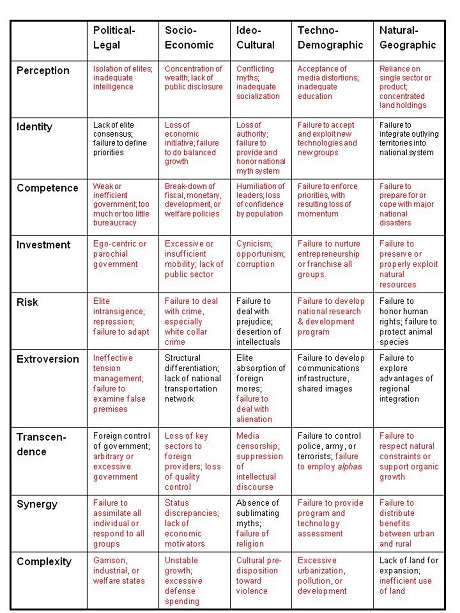 Political-Legal
Socio-Economic
Ideo-Cultural
Techno-Demographic
Natural-Geographic
Perception
Isolation of elites;
inadequate
intelligence
Concentration of
wealth; lack of
public disclosure
Conflicting
myths;
inadequate
socialization
Acceptance of
media distortions;
inadequate
education
Reliance on
single sector or
product;
concentrated
land holdings
Identity
Lack of elite
consensus;
failure to define
priorities
Loss of
economic
initiative; failure
to do balanced
growth
Loss of
authority;
failure to
provide and
honor national
myth system
Failure to accept
and exploit new
technologies and
new groups
Failure to
integrate outlying
territories into
national system
Competence
Weak or
inefficient
government; too
much or too little
bureaucracy
Break-down of
fiscal, monetary,
development, or
welfare policies
Humiliation of
leaders; loss of
confidence by
population
Failure to enforce
priorities, with
resulting loss of
momentum
Failure to
prepare for or
cope with major
national
disasters
Investment
Ego-centric or
parochial
government
Excessive or
insufficient
mobility; lack of
public sector
Cynicism;
opportunism;
corruption
Failure to nurture
entrepreneurship
or franchise all
groups
Failure to
preserve or
properly exploit
natural
resources
Risk
Elite
intransigence;
repression;
failure to adapt
Failure to deal
with crime,
especially
white collar
crime
Failure to
deal with
prejudice;
desertion of
intellectuals
Failure to develop
national research
& development
program
Failure to
honor human
rights; failure to
protect animal
species
Extroversion
Ineffective
tension
management;
failure to
examine false
premises
Structural
differentiation;
lack of national
transportation
network
Elite
absorption of
foreign
mores;
failure to
deal with
alienation
Failure to develop
communications
infrastructure,
shared images
Failure to
explore
advantages of
regional
integration
Transcen-
dence
Foreign control
of government;
arbitrary or
excessive
government
Loss of key
sectors to
foreign
providers; loss
of quality
control
Media
censorship;
suppression
of
intellectual
discourse
Failure to control
police, army, or
terrorists; failure
to employ alphas
Failure to
respect natural
constraints or
support organic
growth
Synergy
Failure to
assimilate all
individual or
respond to all
groups
Status
discrepancies;
lack of
economic
motivators
Absence of
sublimating
myths;
failure of
religion
Failure to provide
program and
technology
assessment
Failure to
distribute
benefits
between urban
and rural
Complexity
Garrison,
industrial, or
welfare states
Unstable
growth;
excessive
defense
spending
Cultural pre-
disposition
toward
violence
Excessive
urbanization,
pollution, or
development
Lack of land for
expansion;
inefficient use
of land